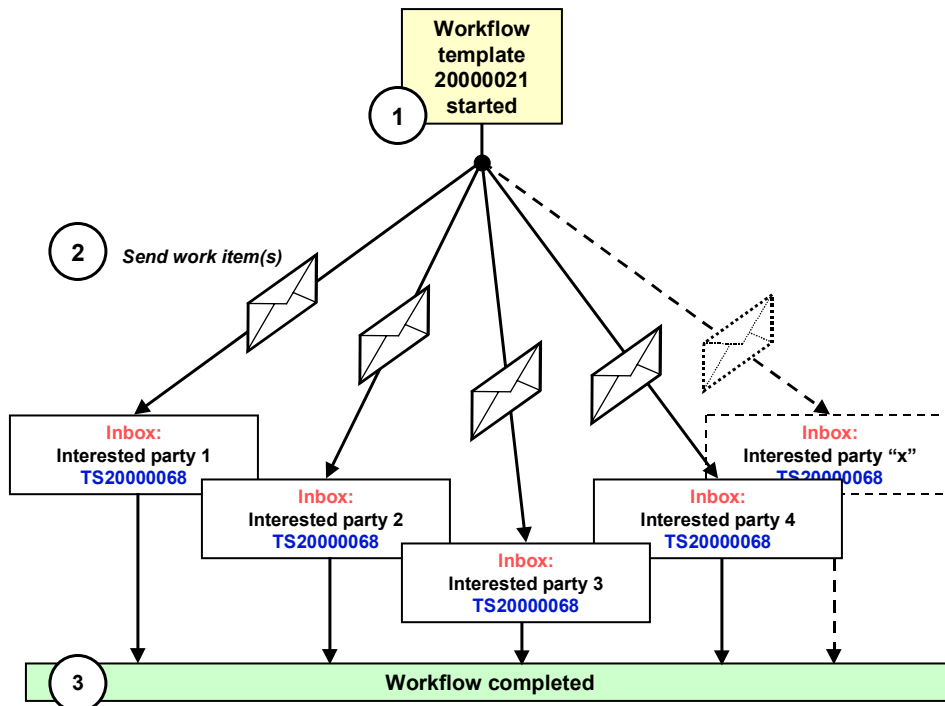 Workflow
template
20000021
started
1
2
Send work item(s)
Inbox:
Interested party 1
TS20000068
Inbox:
Interested party 2
TS20000068
Inbox:
Interested party 3
TS20000068
Inbox:
Interested party 4
TS20000068
Inbox:
Interested party “x”
TS20000068
3
Workflow completed